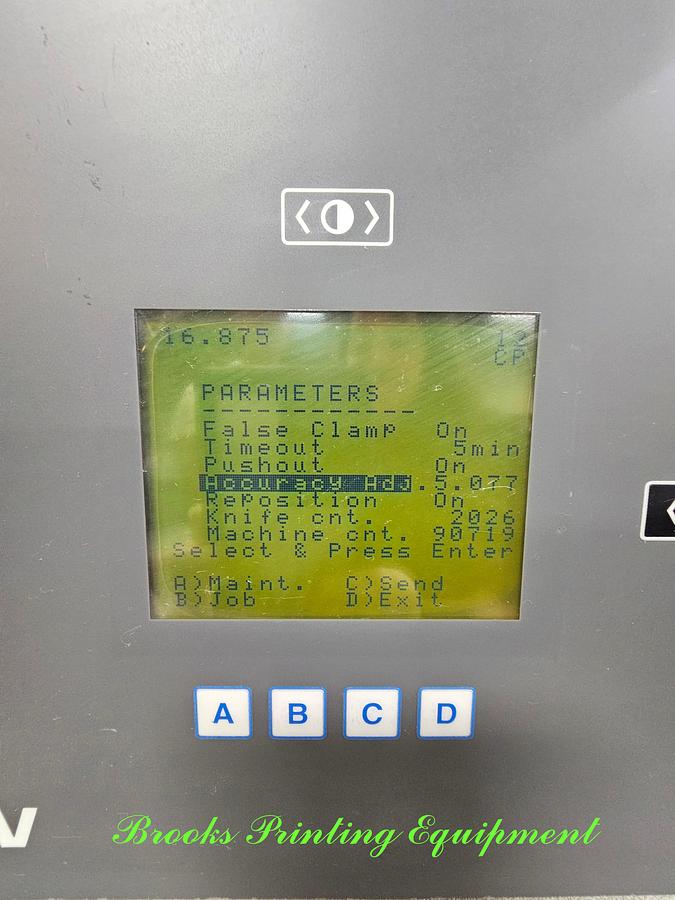 16.875 12
CP
PARAMETERS
------------
False Clamp On
Timeout 5min
Pushout On
Accuracy Adj.5.077
Reposition On
Knife cnt. 2026
Machine cnt. 90719
Select & Press Enter
A)Maint. C)Send
B)Job D)Exit
A B C D
Brooks Printing Equipment